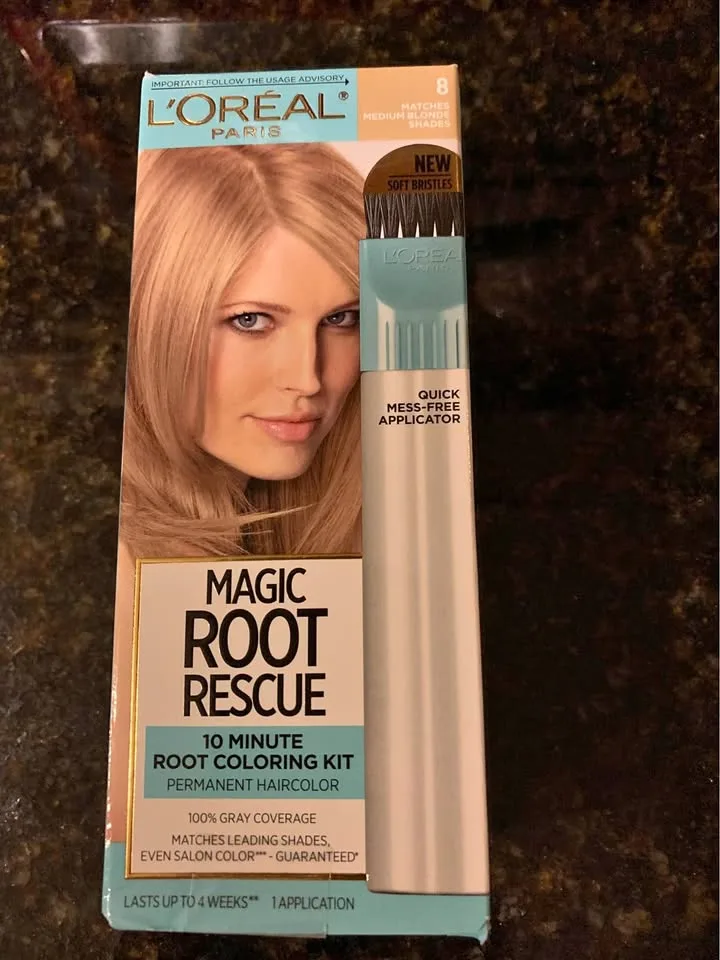 IMPORTANT: FOLLOW THE USAGE ADVISORY
L'ORÉAL®
PARIS
8
MATCHES
MEDIUM BLONDE
SHADES
NEW
SOFT BRISTLES
L'ORÉA
QUICK
MESS-FREE
APPLICATOR
MAGIC
ROOT
RESCUE
10 MINUTE
ROOT COLORING KIT
PERMANENT HAIRCOLOR
100% GRAY COVERAGE
MATCHES LEADING SHADES,
EVEN SALON COLOR*** - GUARANTEED*
LASTS UP TO 4 WEEKS** 1 APPLICATION